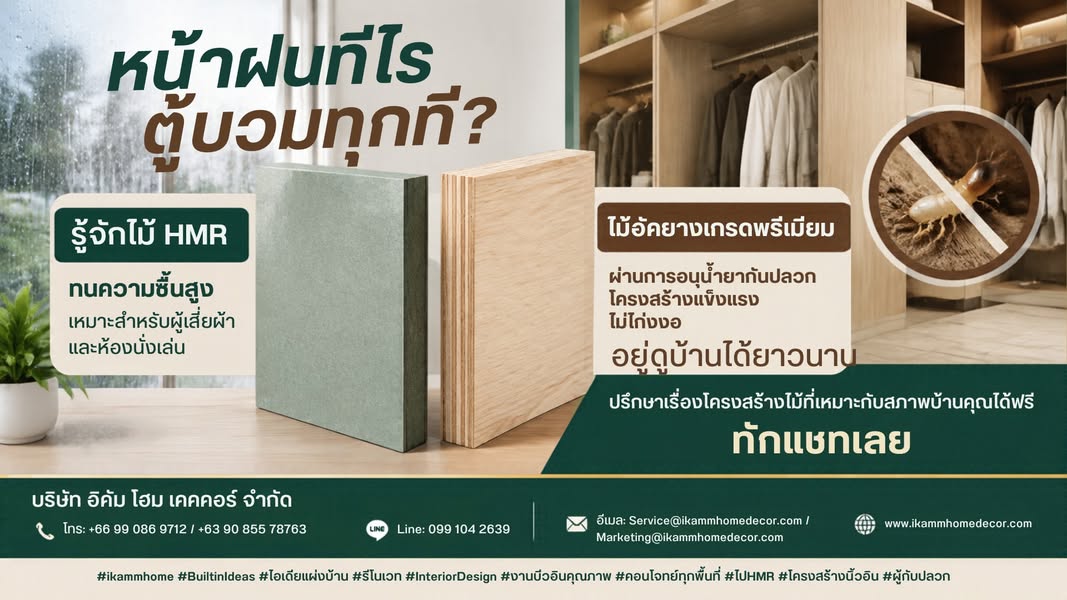 หน้าฝนทีไร
ตู้บวมทุกที?
รู้จักไม้ HMR
ทนความชื้นสูง
เหมาะสำหรับผู้เสี่ยผ้า
และห้องนั่งเล่น
ไม้อัคยางเกรดพรีเมียม
ผ่านการอนุน้ำยากันปลวก
โครงสร้างแข็งแรง
ไม่ไก่งงอ
อยู่ดูบ้านได้ยาวนาน
ปรึกษาเรื่องโครงสร้างไม้ที่เหมาะกับสภาพบ้านคุณได้ฟรี
ทักแชทเลย
บริษัท อิคัม โฮม เคคคอร์ จำกัด
โทร: +66 99 086 9712 / +63 90 855 78763
LINE Line: 099 104 2639
อีเมล: Service@ikammhomedecor.com /
Marketing@ikammhomedecor.com
www.ikammhomedecor.com
#ikammhome #BuiltinIdeas #ไอเดียแผ่งบ้าน #รีโนเวท #InteriorDesign #งานบีวอินคุณภาพ #คอนโจทย์ทุกพื้นที่ #ไปHMR #โครงสร้างนิ้วอิน #ผู้กับปลวก